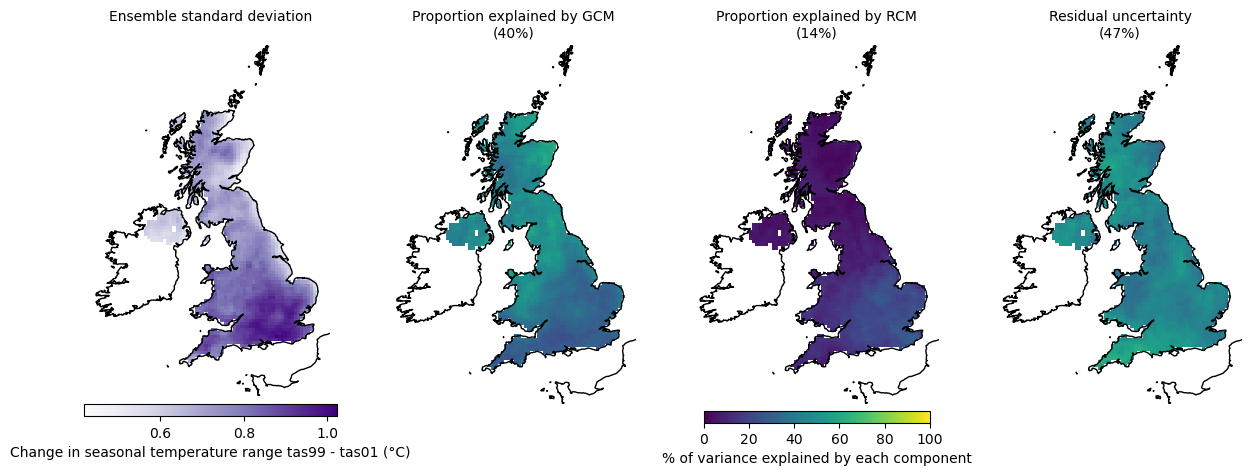 Ensemble standard deviation
Proportion explained by GCM
(40%)
Proportion explained by RCM
(14%)
Residual uncertainty
(47%)
0.6 0.8 1.0
Change in seasonal temperature range tas99 - tas01 (°C)
0 20 40 60 80 100
% of variance explained by each component